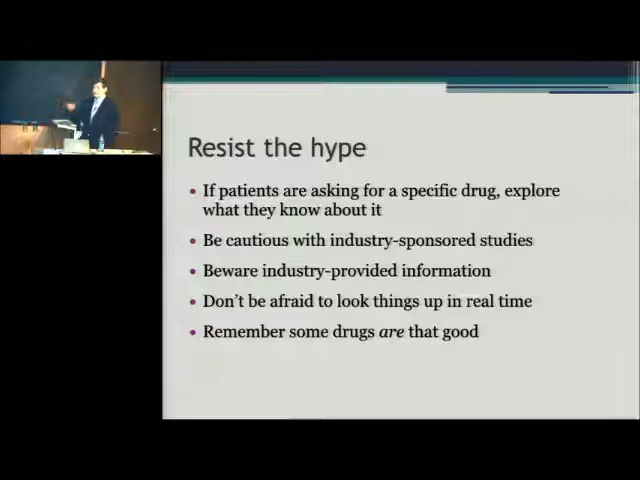 Resist the hype
• If patients are asking for a specific drug, explore
what they know about it
• Be cautious with industry-sponsored studies
• Beware industry-provided information
• Don't be afraid to look things up in real time
• Remember some drugs are that good